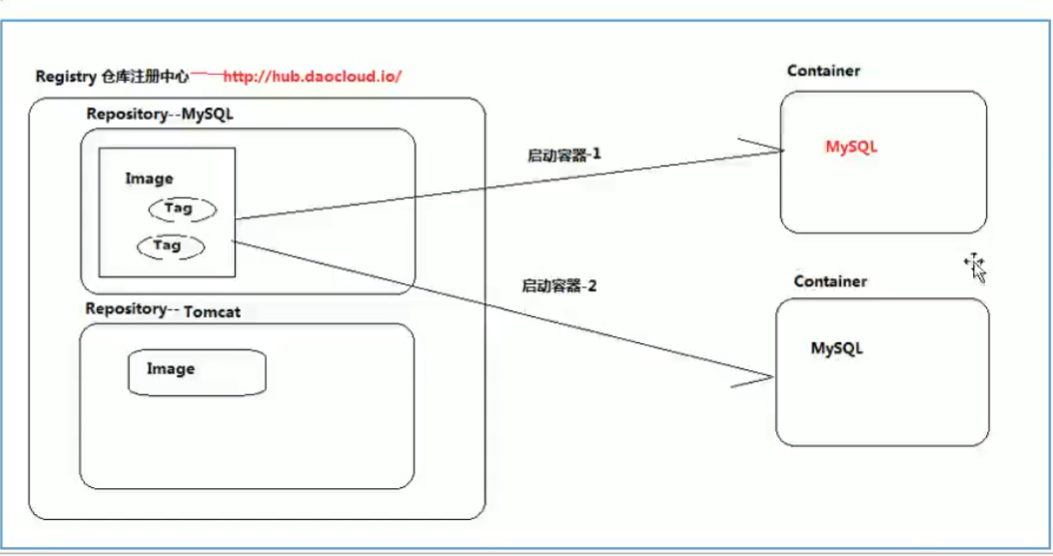 Registry 仓库注册中心 http://hub.daocloud.io/
Repository--MySQL
Image
Tag
Tag
Repository-- Tomcat
Image
启动容器-1
启动容器-2
Container
MySQL
Container
MySQL